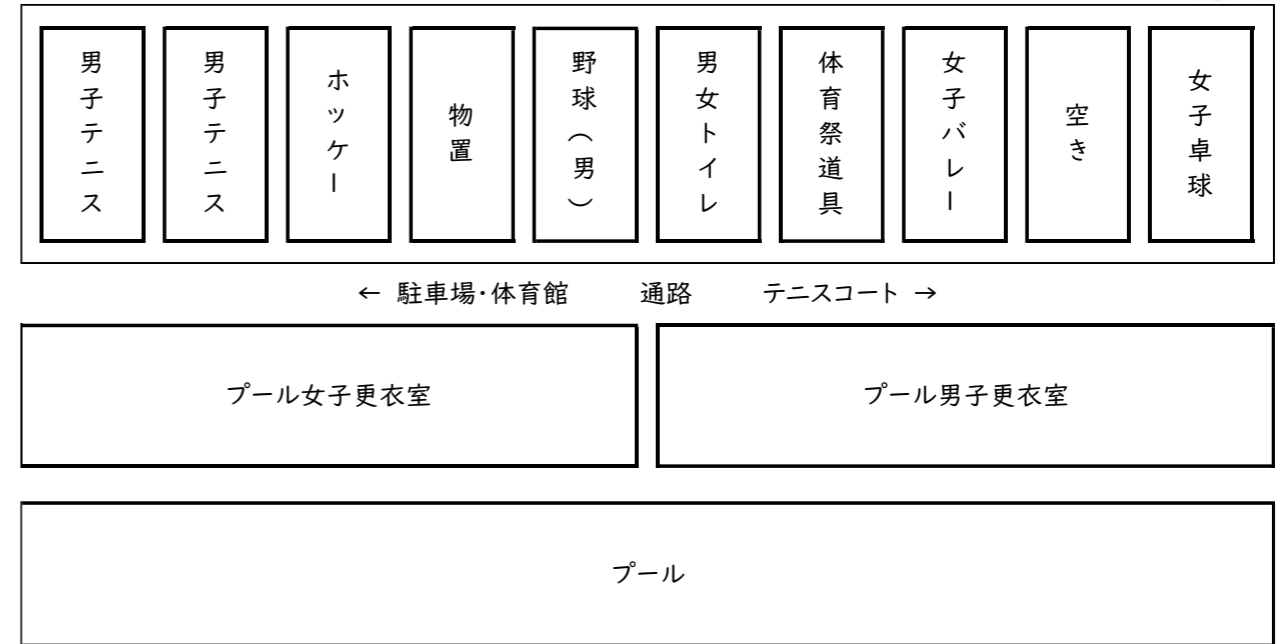 男子テニス
男子テニス
ホッケー
物置
野球(男)
男女トイレ
体育祭道具
女子バレー
空き
女子卓球
← 駐車場・体育館 通路 テニスコート →
プール女子更衣室
プール男子更衣室
プール